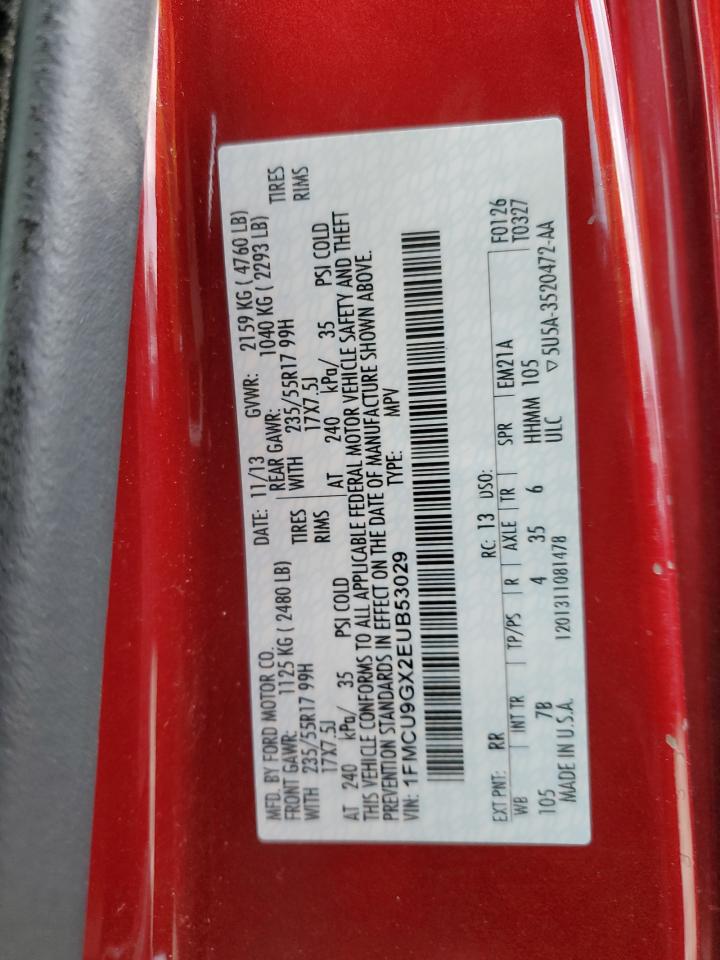 MFD. BY FORD MOTOR CO. DATE: 11/13 GVWR: 2159 KG ( 4760 LB)
FRONT GAWR: 1125 KG ( 2480 LB) REAR GAWR: 1040 KG ( 2293 LB)
WITH 235/55R17 99H TIRES WITH 235/55R17 99H TIRES
17X7.5J RIMS 17X7.5J RIMS
AT 240 kPa/ 35 PSI COLD AT 240 kPa/ 35 PSI COLD
THIS VEHICLE CONFORMS TO ALL APPLICABLE FEDERAL MOTOR VEHICLE SAFETY AND THEFT
PREVENTION STANDARDS IN EFFECT ON THE DATE OF MANUFACTURE SHOWN ABOVE.
VIN: 1FMCU9GX2EUB53029 TYPE: MPV
EXT PNT: RR RC: 13 USO: F0126
WB INT TR TP/PS R AXLE TR SPR EM21A T0327
105 7B 4 35 6 HHMM 105
MADE IN U.S.A. 1201311081478 ULC ▽5U5A-3520472-AA